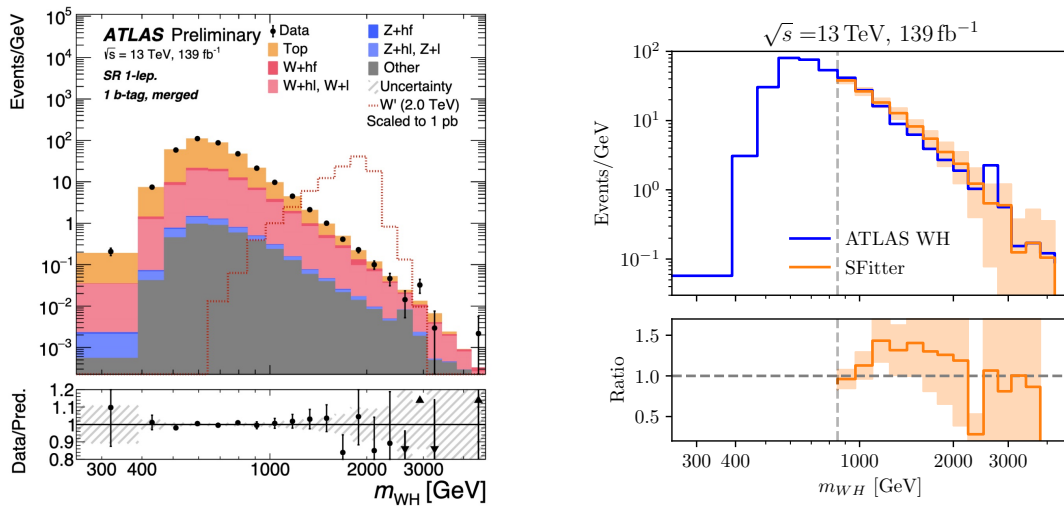 ATLAS Preliminary
√s = 13 TeV, 139 fb⁻¹
SR 1-lep.
1 b-tag, merged
Data
Top
W+hf
W+hl, W+l
Z+hf
Z+hl, Z+l
Other
Uncertainty
W' (2.0 TeV)
Scaled to 1 pb
Events/GeV
10⁵
10⁴
10³
10²
10
1
10⁻¹
10⁻²
10⁻³
Data/Pred.
1.2
1.1
1
0.9
0.8
300 400 1000 2000 3000
m_WH [GeV]
√s =13 TeV, 139 fb⁻¹
Events/GeV
10²
10¹
10⁰
10⁻¹
ATLAS WH
SFitter
Ratio
1.5
1.0
0.5
300 400 1000 2000 3000
m_WH [GeV]